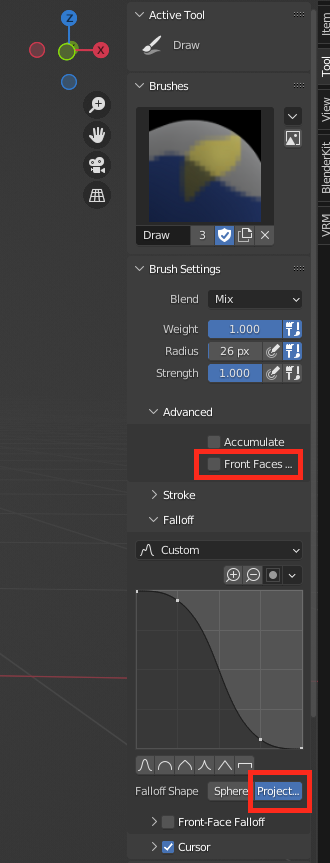 Z
X
Active Tool
Draw
Brushes
Draw 3
Brush Settings
Blend Mix
Weight 1.000
Radius 26 px
Strength 1.000
Advanced
Accumulate
Front Faces ...
Stroke
Falloff
Custom
Falloff Shape Sphere Project...
Front-Face Falloff
Cursor
Item
Tool
View
BlenderKit
VRM